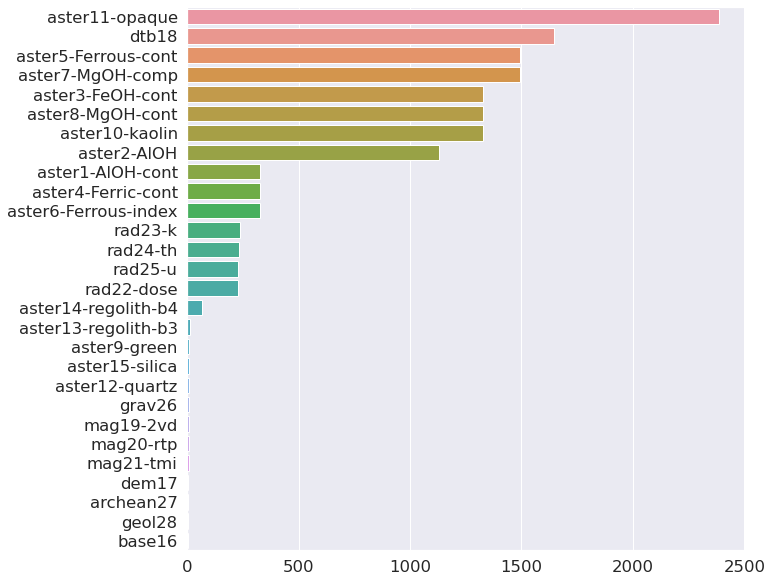 aster11-opaque
dtb18
aster5-Ferrous-cont
aster7-MgOH-comp
aster3-FeOH-cont
aster8-MgOH-cont
aster10-kaolin
aster2-AlOH
aster1-AlOH-cont
aster4-Ferric-cont
aster6-Ferrous-index
rad23-k
rad24-th
rad25-u
rad22-dose
aster14-regolith-b4
aster13-regolith-b3
aster9-green
aster15-silica
aster12-quartz
grav26
mag19-2vd
mag20-rtp
mag21-tmi
dem17
archean27
geol28
base16
0 500 1000 1500 2000 2500